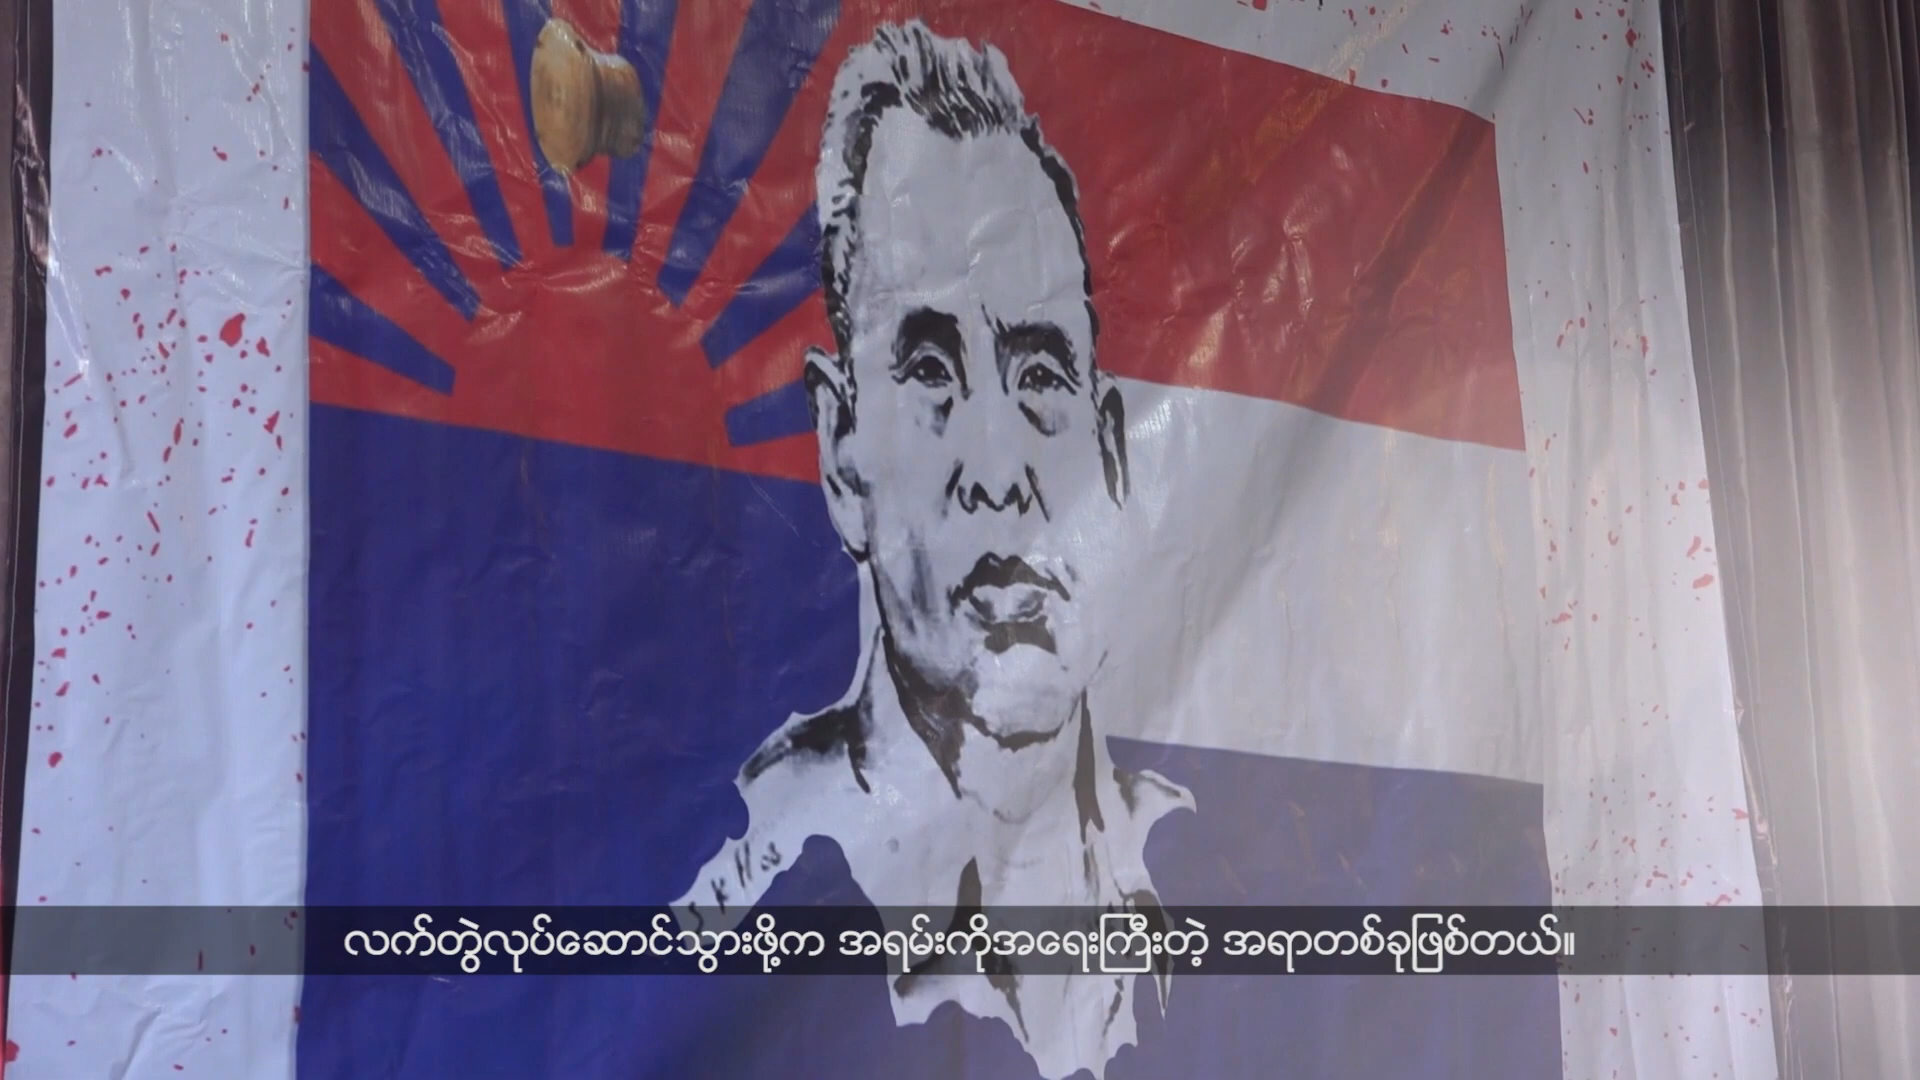 S K H လေး
လက်တွဲလုပ်ဆောင်သွားဖို့က အရမ်းကိုအရေးကြီးတဲ့ အရာတစ်ခုဖြစ်တယ်။